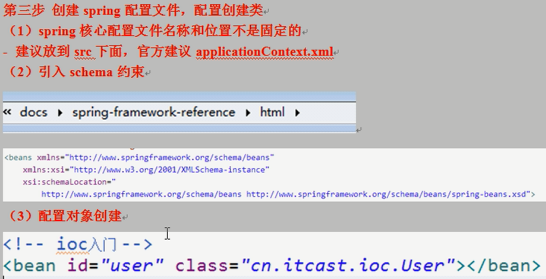 第三步 创建 spring 配置文件，配置创建类
（1）spring 核心配置文件名称和位置不是固定的
- 建议放到 src 下面，官方建议 applicationContext.xml
（2）引入 schema 约束
« docs ▸ spring-framework-reference ▸ html ▸
<beans xmlns="http://www.springframework.org/schema/beans"
xmlns:xsi="http://www.w3.org/2001/XMLSchema-instance"
xsi:schemaLocation="
http://www.springframework.org/schema/beans http://www.springframework.org/schema/beans/spring-beans.xsd">
（3）配置对象创建
<!-- ioc入门 -->
<bean id="user" class="cn.itcast.ioc.User"></bean>